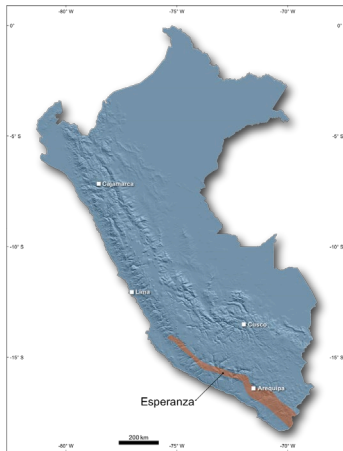 -80° W -75° W -70° W
0° 0°
-5° S -5° S
Cajamarca
-10° S -10° S
Lima
Cusco
-15° S -15° S
Arequipa
Esperanza
200 km
-80° W -75° W -70° W